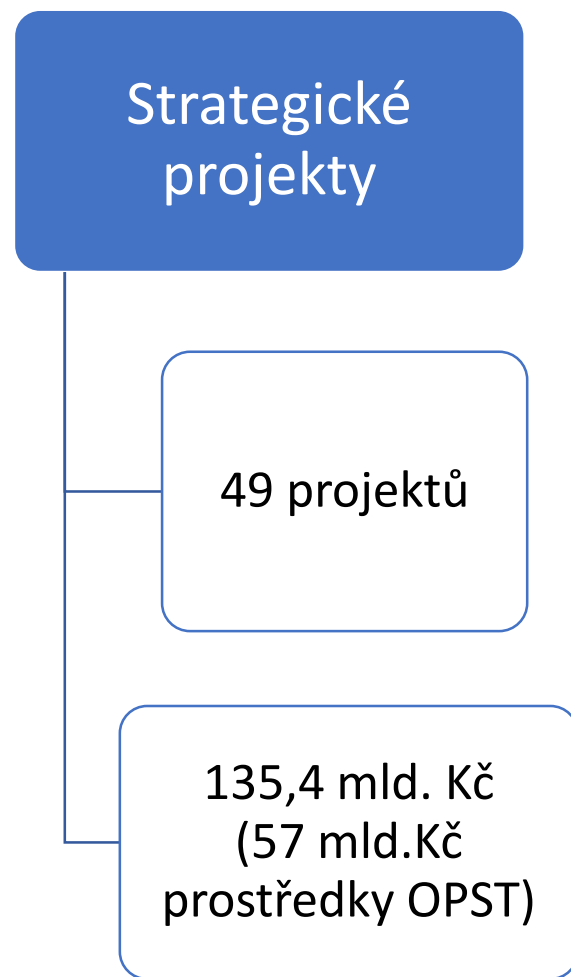 Strategické
projekty
49 projektů
135,4 mld. Kč
(57 mld.Kč
prostředky OPST)